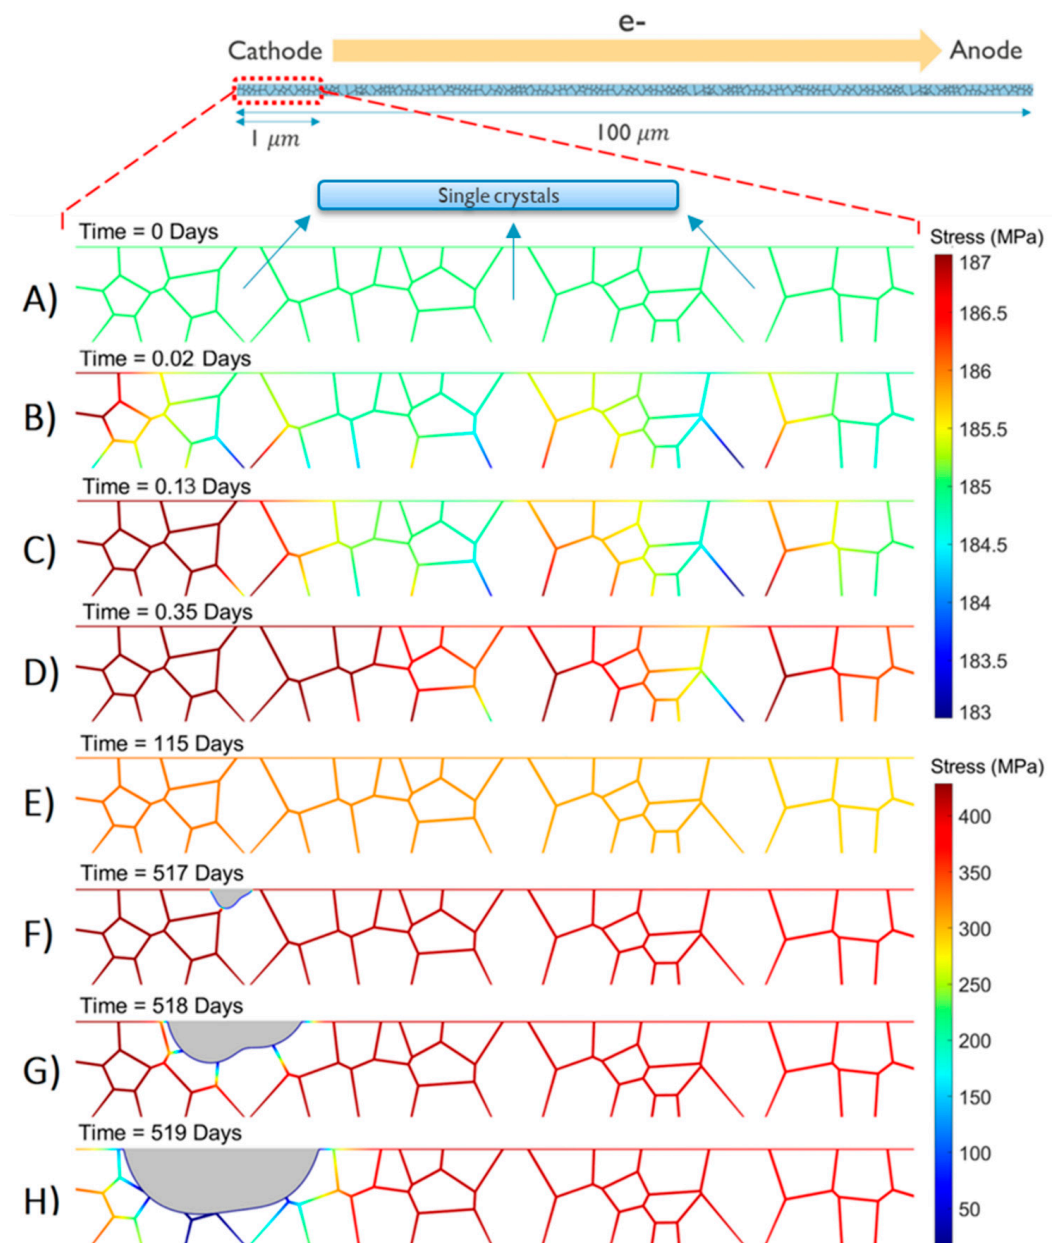 e-
Cathode
Anode
1 μm
100 μm
Single crystals
Time = 0 Days
Stress (MPa)
A)
187
186.5
186
185.5
185
184.5
184
183.5
183
Time = 0.02 Days
B)
Time = 0.13 Days
C)
Time = 0.35 Days
D)
Time = 115 Days
Stress (MPa)
E)
400
350
300
250
200
150
100
50
Time = 517 Days
F)
Time = 518 Days
G)
Time = 519 Days
H)